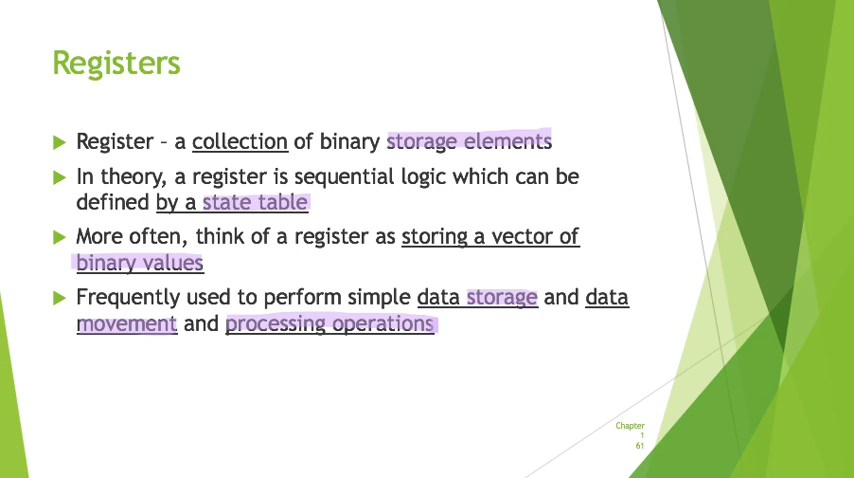 Registers
Register – a collection of binary storage elements
In theory, a register is sequential logic which can be
defined by a state table
More often, think of a register as storing a vector of
binary values
Frequently used to perform simple data storage and data
movement and processing operations
Chapter
1
61